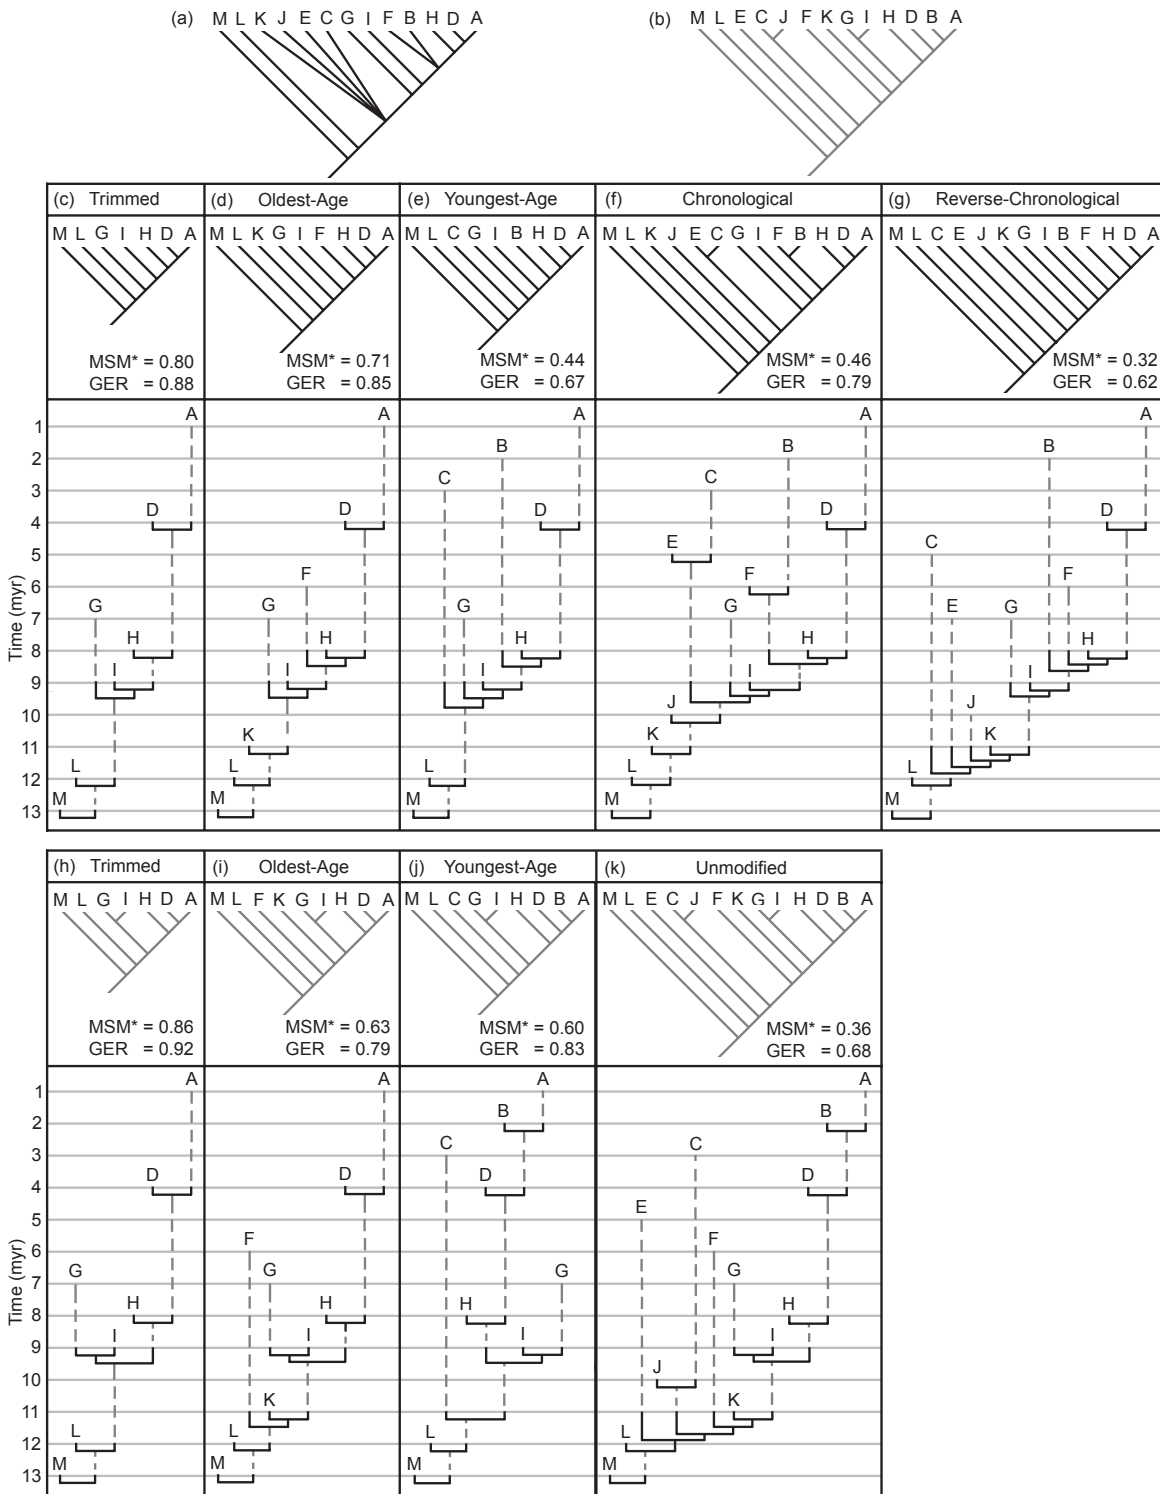 (a) M L K J E C G I F B H D A
(b) M L E C J F K G I H D B A
(c) Trimmed
(d) Oldest-Age
(e) Youngest-Age
(f) Chronological
(g) Reverse-Chronological
M L G I H D A
M L K G I F H D A
M L C G I B H D A
M L K J E C G I F B H D A
M L C E J K G I B F H D A
MSM* = 0.80
GER = 0.88
MSM* = 0.71
GER = 0.85
MSM* = 0.44
GER = 0.67
MSM* = 0.46
GER = 0.79
MSM* = 0.32
GER = 0.62
Time (myr)
1
2
3
4
5
6
7
8
9
10
11
12
13
A
D
G
H
I
L
M
A
D
F
G
H
I
K
L
M
A
B
C
D
G
H
I
L
M
A
B
C
D
E
F
G
H
I
J
K
L
M
A
B
D
C
F
E
G
H
I
J
K
L
M
(h) Trimmed
(i) Oldest-Age
(j) Youngest-Age
(k) Unmodified
M L G I H D A
M L F K G I H D A
M L C G I H D B A
M L E C J F K G I H D B A
MSM* = 0.86
GER = 0.92
MSM* = 0.63
GER = 0.79
MSM* = 0.60
GER = 0.83
MSM* = 0.36
GER = 0.68
Time (myr)
1
2
3
4
5
6
7
8
9
10
11
12
13
A
D
G
H
I
L
M
A
D
F
G
H
I
K
L
M
A
B
C
D
G
H
I
L
M
A
B
C
D
E
F
G
H
I
J
K
L
M